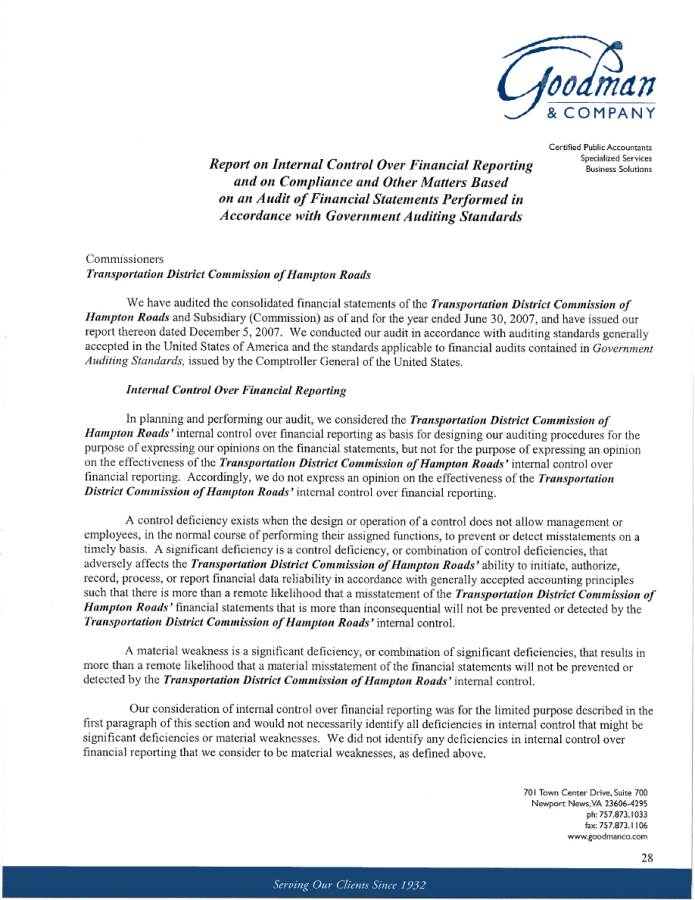 Goodman
& COMPANY
Certified Public Accountants
Specialized Services
Business Solutions
Report on Internal Control Over Financial Reporting
and on Compliance and Other Matters Based
on an Audit of Financial Statements Performed in
Accordance with Government Auditing Standards
Commissioners
Transportation District Commission of Hampton Roads
We have audited the consolidated financial statements of the Transportation District Commission of
Hampton Roads and Subsidiary (Commission) as of and for the year ended June 30, 2007, and have issued our
report thereon dated December 5, 2007. We conducted our audit in accordance with auditing standards generally
accepted in the United States of America and the standards applicable to financial audits contained in Government
Auditing Standards, issued by the Comptroller General of the United States.
Internal Control Over Financial Reporting
In planning and performing our audit, we considered the Transportation District Commission of
Hampton Roads' internal control over financial reporting as basis for designing our auditing procedures for the
purpose of expressing our opinions on the financial statements, but not for the purpose of expressing an opinion
on the effectiveness of the Transportation District Commission of Hampton Roads' internal control over
financial reporting. Accordingly, we do not express an opinion on the effectiveness of the Transportation
District Commission of Hampton Roads' internal control over financial reporting.
A control deficiency exists when the design or operation of a control does not allow management or
employees, in the normal course of performing their assigned functions, to prevent or detect misstatements on a
timely basis. A significant deficiency is a control deficiency, or combination of control deficiencies, that
adversely affects the Transportation District Commission of Hampton Roads' ability to initiate, authorize,
record, process, or report financial data reliability in accordance with generally accepted accounting principles
such that there is more than a remote likelihood that a misstatement of the Transportation District Commission of
Hampton Roads' financial statements that is more than inconsequential will not be prevented or detected by the
Transportation District Commission of Hampton Roads' internal control.
A material weakness is a significant deficiency, or combination of significant deficiencies, that results in
more than a remote likelihood that a material misstatement of the financial statements will not be prevented or
detected by the Transportation District Commission of Hampton Roads' internal control.
Our consideration of internal control over financial reporting was for the limited purpose described in the
first paragraph of this section and would not necessarily identify all deficiencies in internal control that might be
significant deficiencies or material weaknesses. We did not identify any deficiencies in internal control over
financial reporting that we consider to be material weaknesses, as defined above.
701 Town Center Drive, Suite 700
Newport News, VA 23606-4295
ph: 757.873.1033
fax: 757.873.1106
www.goodmanco.com
28
Serving Our Clients Since 1932